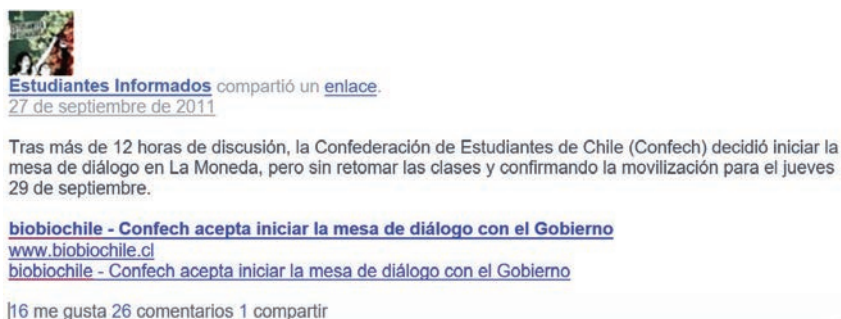 Estudiantes Informados compartió un enlace.
27 de septiembre de 2011
Tras más de 12 horas de discusión, la Confederación de Estudiantes de Chile (Confech) decidió iniciar la
mesa de diálogo en La Moneda, pero sin retomar las clases y confirmando la movilización para el jueves
29 de septiembre.
biobiochile - Confech acepta iniciar la mesa de diálogo con el Gobierno
www.biobiochile.cl
biobiochile - Confech acepta iniciar la mesa de diálogo con el Gobierno
16 me gusta 26 comentarios 1 compartir